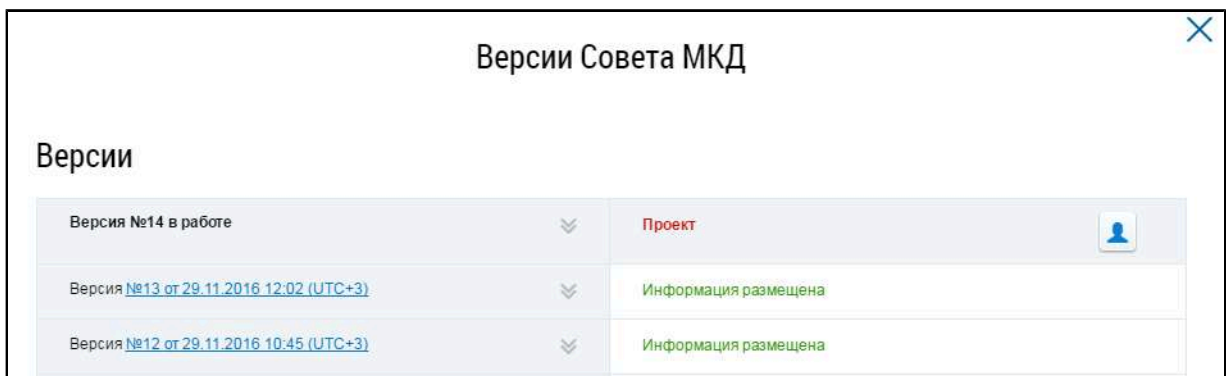 Версии Совета МКД
Версии
Версия №14 в работе
Проект
Версия №13 от 29.11.2016 12:02 (UTC+3)
Информация размещена
Версия №12 от 29.11.2016 10:45 (UTC+3)
Информация размещена